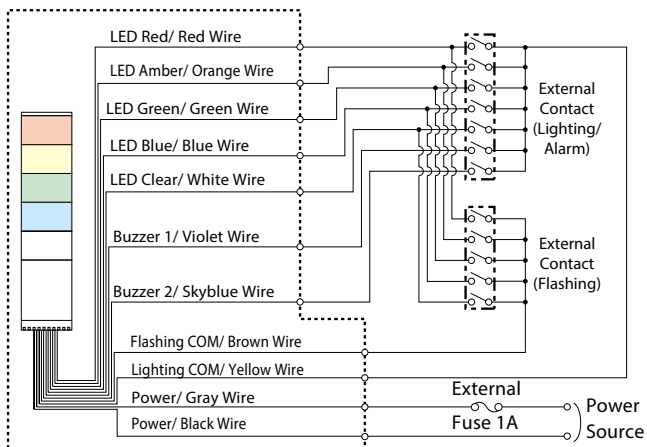 LED Red/ Red Wire
LED Amber/ Orange Wire
LED Green/ Green Wire
LED Blue/ Blue Wire
LED Clear/ White Wire
Buzzer 1/ Violet Wire
Buzzer 2/ Skyblue Wire
Flashing COM/ Brown Wire
Lighting COM/ Yellow Wire
Power/ Gray Wire
Power/ Black Wire
External
Contact
(Lighting/
Alarm)
External
Contact
(Flashing)
External
Fuse 1A
Power
Source